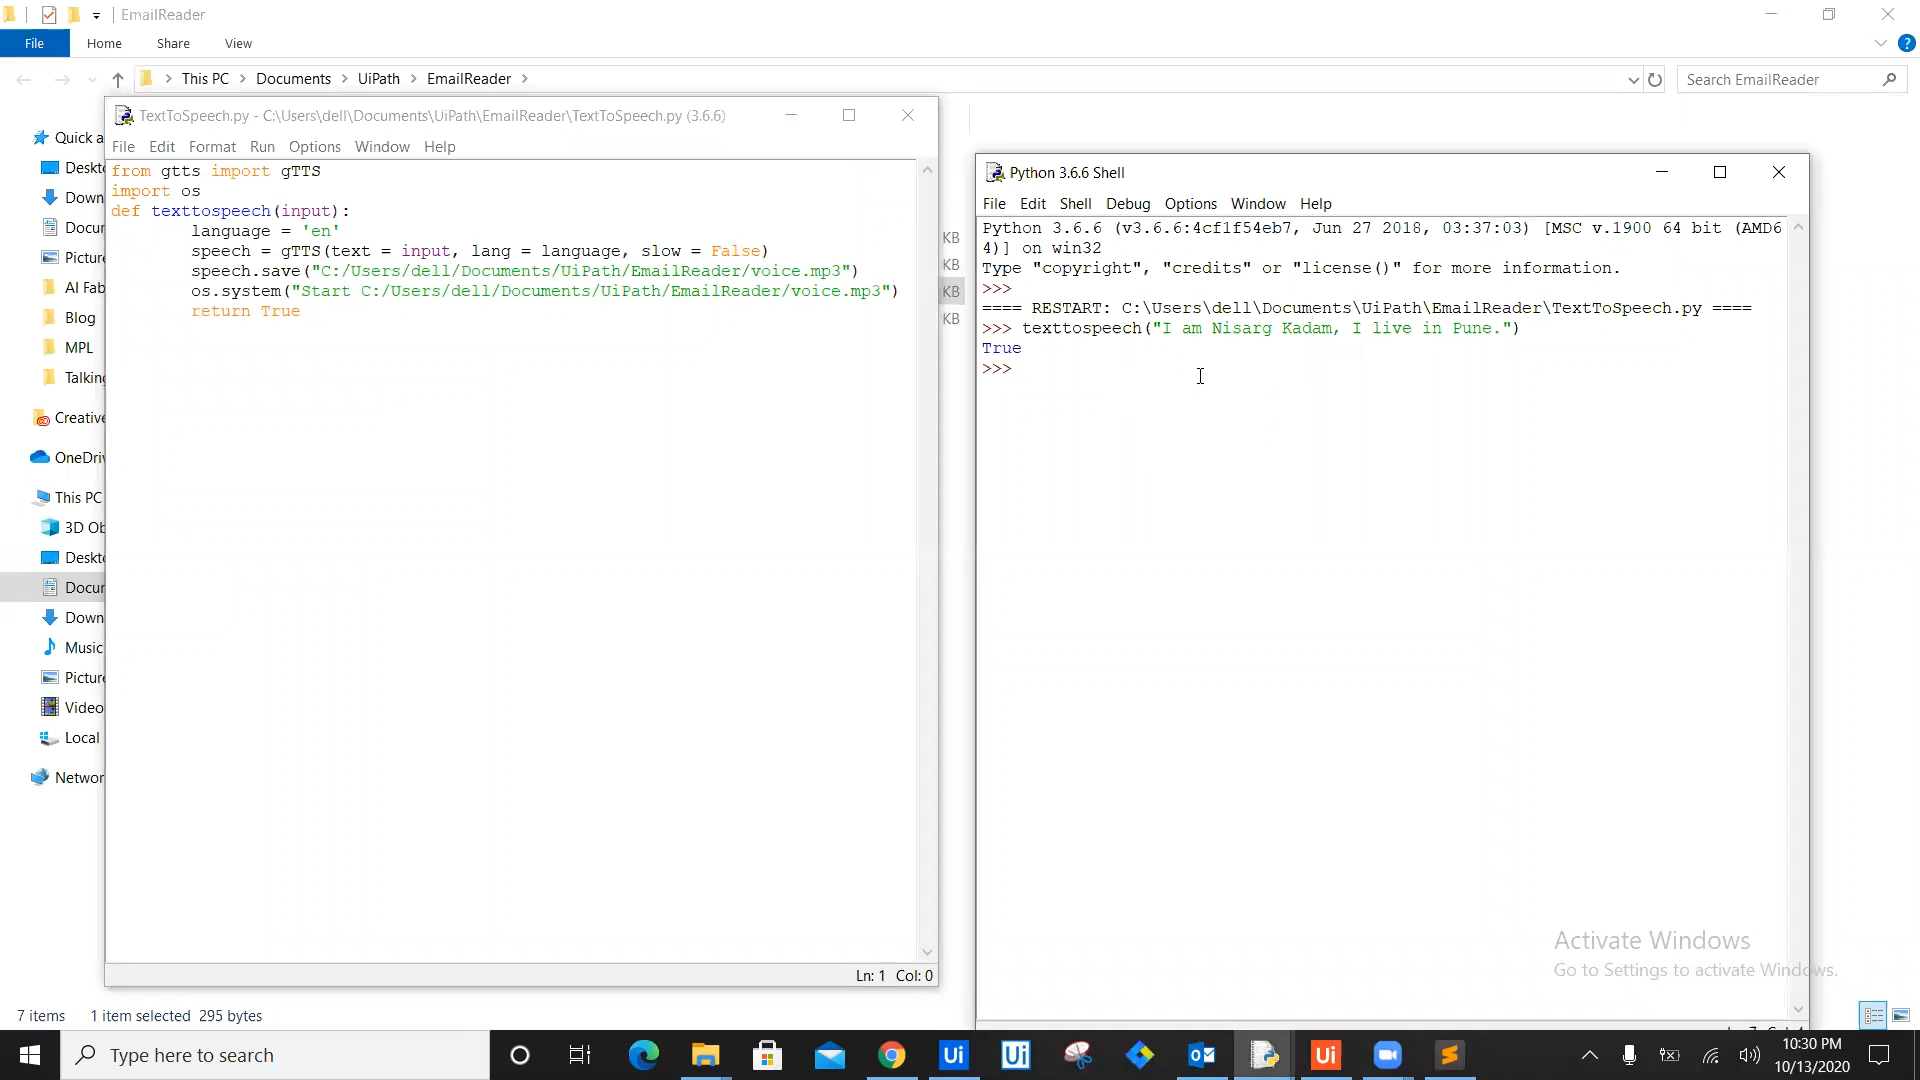 EmailReader
File Home Share View
This PC Documents UiPath EmailReader
Search EmailReader
TextToSpeech.py - C:\Users\dell\Documents\UiPath\EmailReader\TextToSpeech.py (3.6.6)
File Edit Format Run Options Window Help
from gtts import gTTS
import os
def texttospeech(input):
language = 'en'
speech = gTTS(text = input, lang = language, slow = False)
speech.save("C:/Users/dell/Documents/UiPath/EmailReader/voice.mp3")
os.system("Start C:/Users/dell/Documents/UiPath/EmailReader/voice.mp3")
return True
Ln: 1 Col: 0
Quick a
Deskt
Down
Docur
Picture
AI Fab
Blog
MPL
Talking
Creative
OneDriv
This PC
3D Ob
Deskt
Docur
Down
Music
Picture
Video
Local
Networ
KB
KB
KB
KB
Python 3.6.6 Shell
File Edit Shell Debug Options Window Help
Python 3.6.6 (v3.6.6:4cf1f54eb7, Jun 27 2018, 03:37:03) [MSC v.1900 64 bit (AMD6
4)] on win32
Type "copyright", "credits" or "license()" for more information.
>>>
==== RESTART: C:\Users\dell\Documents\UiPath\EmailReader\TextToSpeech.py ====
>>> texttospeech("I am Nisarg Kadam, I live in Pune.")
True
>>>
Activate Windows
Go to Settings to activate Windows.
7 items 1 item selected 295 bytes
Type here to search
Ui
Ui
Ui
10:30 PM
10/13/2020